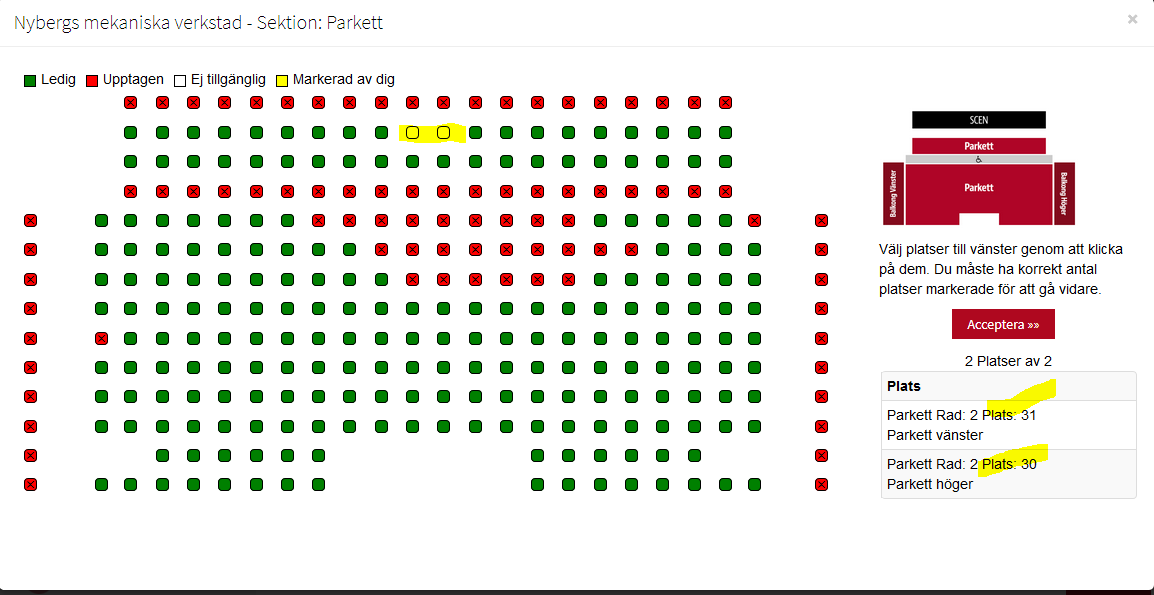 Nybergs mekaniska verkstad - Sektion: Parkett
×
Ledig Upptagen Ej tillgänglig Markerad av dig
SCEN
Parkett
Balkong Vänster
Parkett
Balkong Höger
Välj platser till vänster genom att klicka
på dem. Du måste ha korrekt antal
platser markerade för att gå vidare.
Acceptera »»
2 Platser av 2
Plats
Parkett Rad: 2 Plats: 31
Parkett vänster
Parkett Rad: 2 Plats: 30
Parkett höger